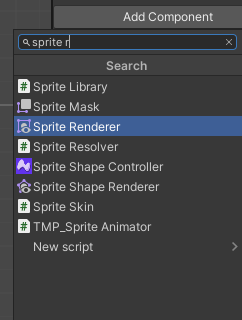 Add Component
sprite r
Search
Sprite Library
Sprite Mask
Sprite Renderer
Sprite Resolver
Sprite Shape Controller
Sprite Shape Renderer
Sprite Skin
TMP_Sprite Animator
New script